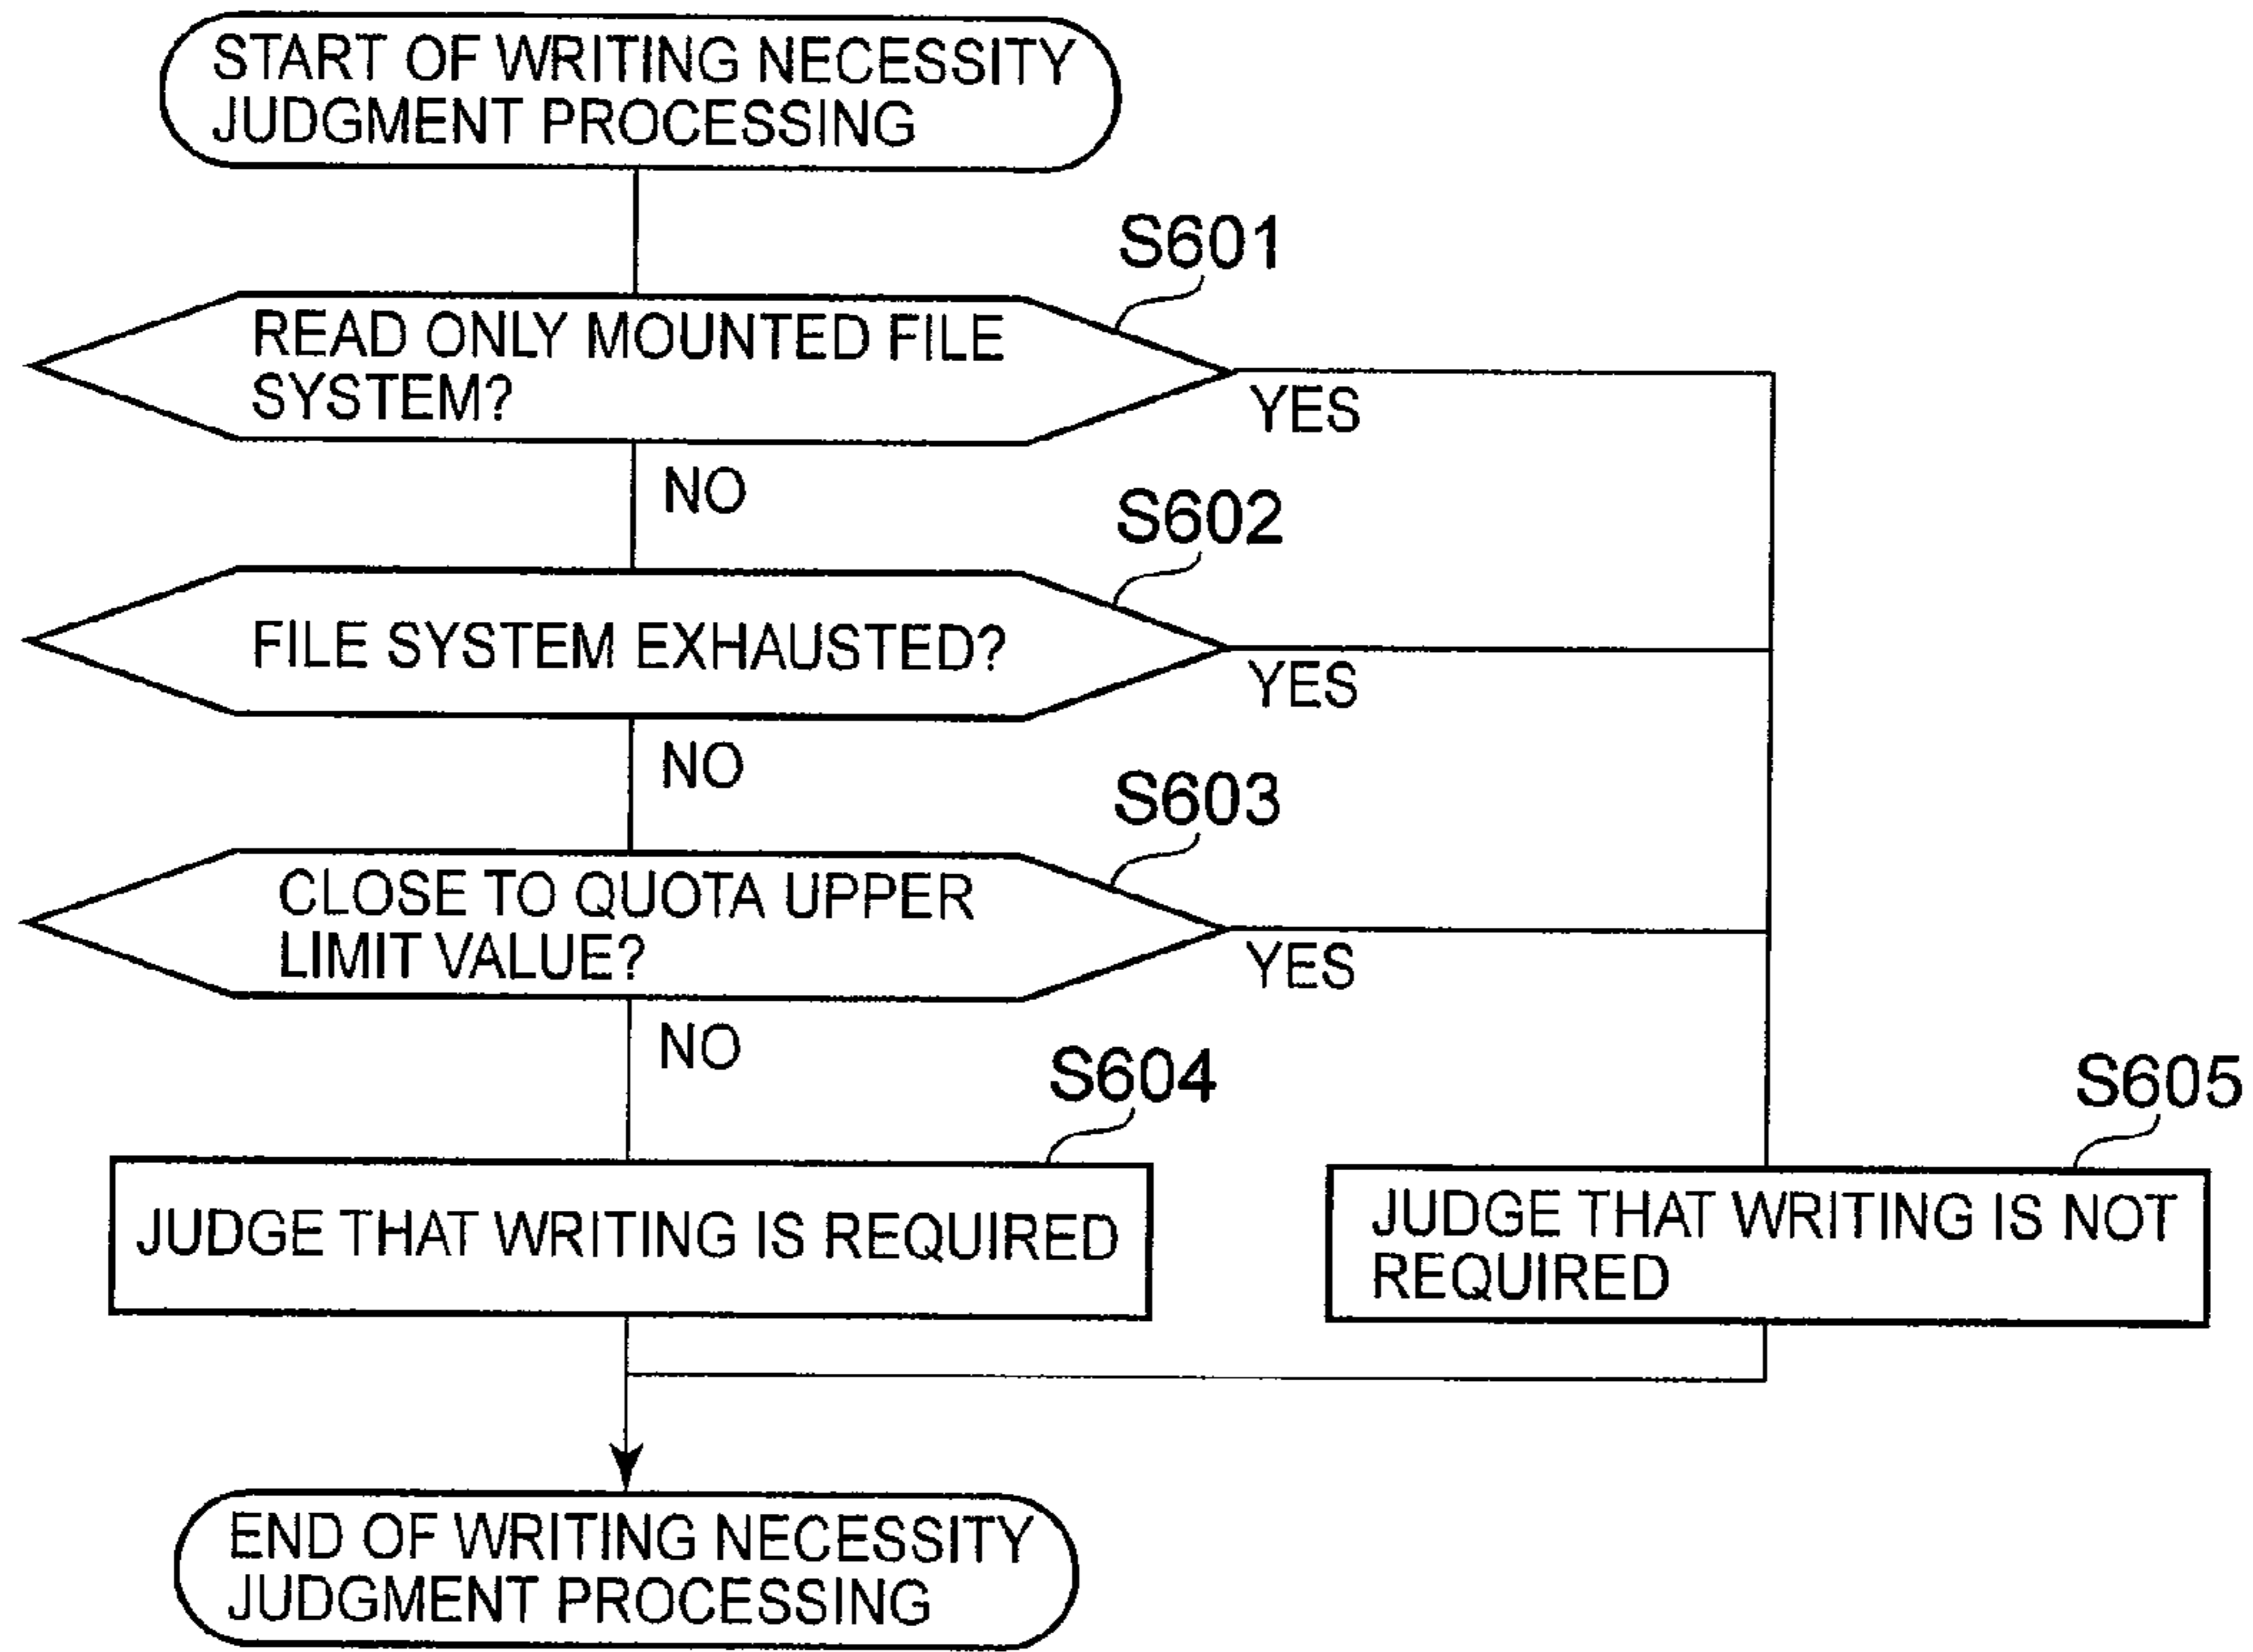 START OF WRITING NECESSITY
JUDGMENT PROCESSING
S601
READ ONLY MOUNTED FILE
SYSTEM?
YES
NO
S602
FILE SYSTEM EXHAUSTED?
YES
NO
S603
CLOSE TO QUOTA UPPER
LIMIT VALUE?
YES
NO
S604
JUDGE THAT WRITING IS REQUIRED
S605
JUDGE THAT WRITING IS NOT
REQUIRED
END OF WRITING NECESSITY
JUDGMENT PROCESSING